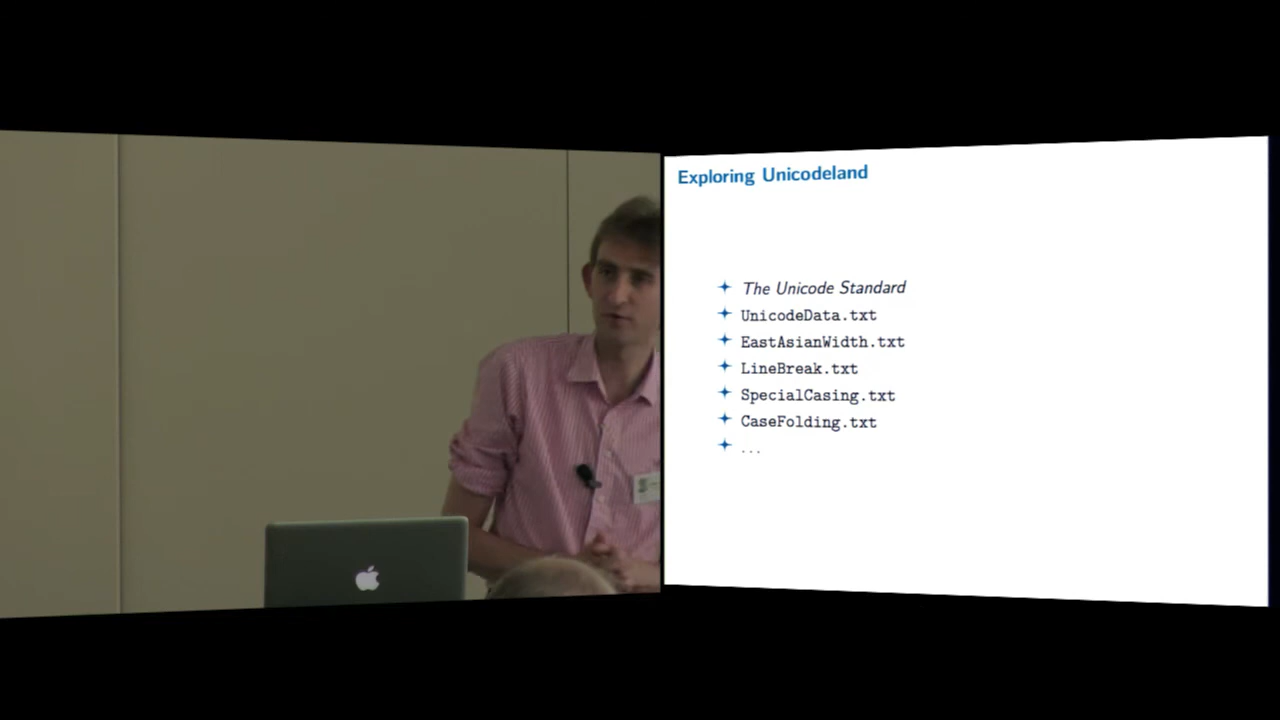 Exploring Unicodeland
The Unicode Standard
UnicodeData.txt
EastAsianWidth.txt
LineBreak.txt
SpecialCasing.txt
CaseFolding.txt
...